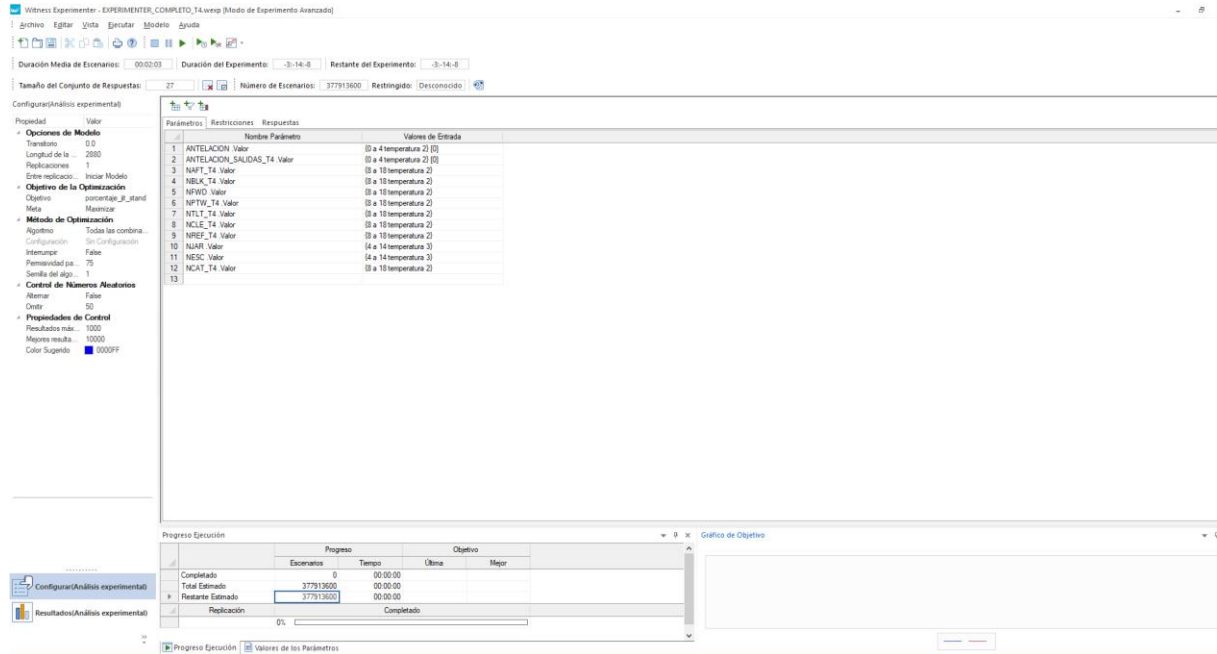 Witness Experimenter - EXPERIMENTER_COMPLETO_T4.wexp [Modo de Experimento Avanzado]
Archivo Egitar Vista Ejecutar Modelo Ayuda
Duración Media de Escenarios: 00:02:03 Duración del Experimento: -3:-14:-8 Restante del Experimento: -3:-14:-8
Tamaño del Conjunto de Respuestas: 27 Número de Escenarios: 377913600 Restringido: Desconocido
Configurar(Análisis experimental)
Propiedad Valor
Opciones de Modelo
Transitorio 0.0
Longitud de la ... 2880
Replicaciones 1
Entre replicacio... Iniciar Modelo
Objetivo de la Optimización
Objetivo porcentaje_jit_stand
Meta Maximizar
Método de Optimización
Algoritmo Todas las combina...
Configuración Sin Configuración
Interrumpir False
Permisividad pa... 75
Semilla del algo... 1
Control de Números Aleatorios
Alternar False
Omitir 50
Propiedades de Control
Resultados máx... 1000
Mejores resulta... 10000
Color Sugerido 0000FF
Parámetros Restricciones Respuestas
Nombre Parámetro Valores de Entrada
1 ANTELACION .Valor {0 a 4 temperatura 2} [0]
2 ANTELACION_SALIDAS_T4 .Valor {0 a 4 temperatura 2} [0]
3 NAFT_T4 .Valor {8 a 18 temperatura 2}
4 NBLK_T4 .Valor {8 a 18 temperatura 2}
5 NFWD .Valor {8 a 18 temperatura 2}
6 NPTW_T4 .Valor {8 a 18 temperatura 2}
7 NTLT_T4 .Valor {8 a 18 temperatura 2}
8 NCLE_T4 .Valor {8 a 18 temperatura 2}
9 NREF_T4 .Valor {8 a 18 temperatura 2}
10 NJAR .Valor {4 a 14 temperatura 3}
11 NESC .Valor {4 a 14 temperatura 3}
12 NCAT_T4 .Valor {8 a 18 temperatura 2}
13
Configurar(Análisis experimental)
Resultados(Análisis experimental)
Progreso Ejecución
Progreso Objetivo
Escenarios Tiempo Última Mejor
Completado 0 00:00:00
Total Estimado 377913600 00:00:00
Restante Estimado 377913600 00:00:00
Replicación Completado
0%
Progreso Ejecución Valores de los Parámetros
Gráfico de Objetivo